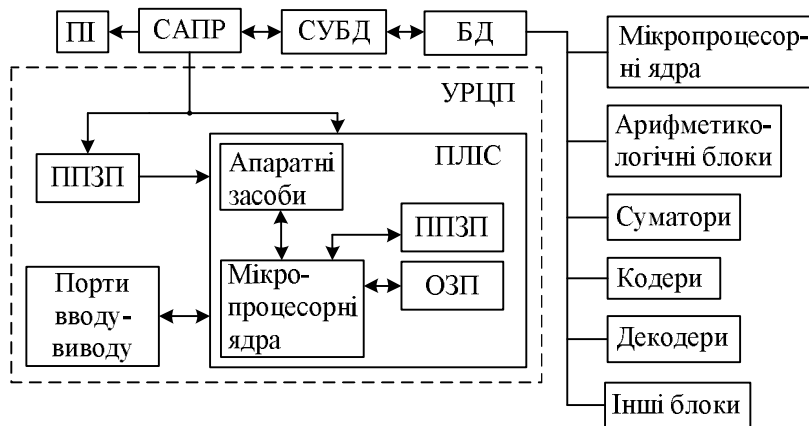 ПІ
САПР
СУБД
БД
Мікропроцесор-
ні ядра
УРЦП
ПЛІС
Арифметико-
логічні блоки
ППЗП
Апаратні
засоби
ППЗП
Суматори
Порти
вводу-
виводу
Мікро-
процесорні
ядра
ОЗП
Кодери
Декодери
Інші блоки